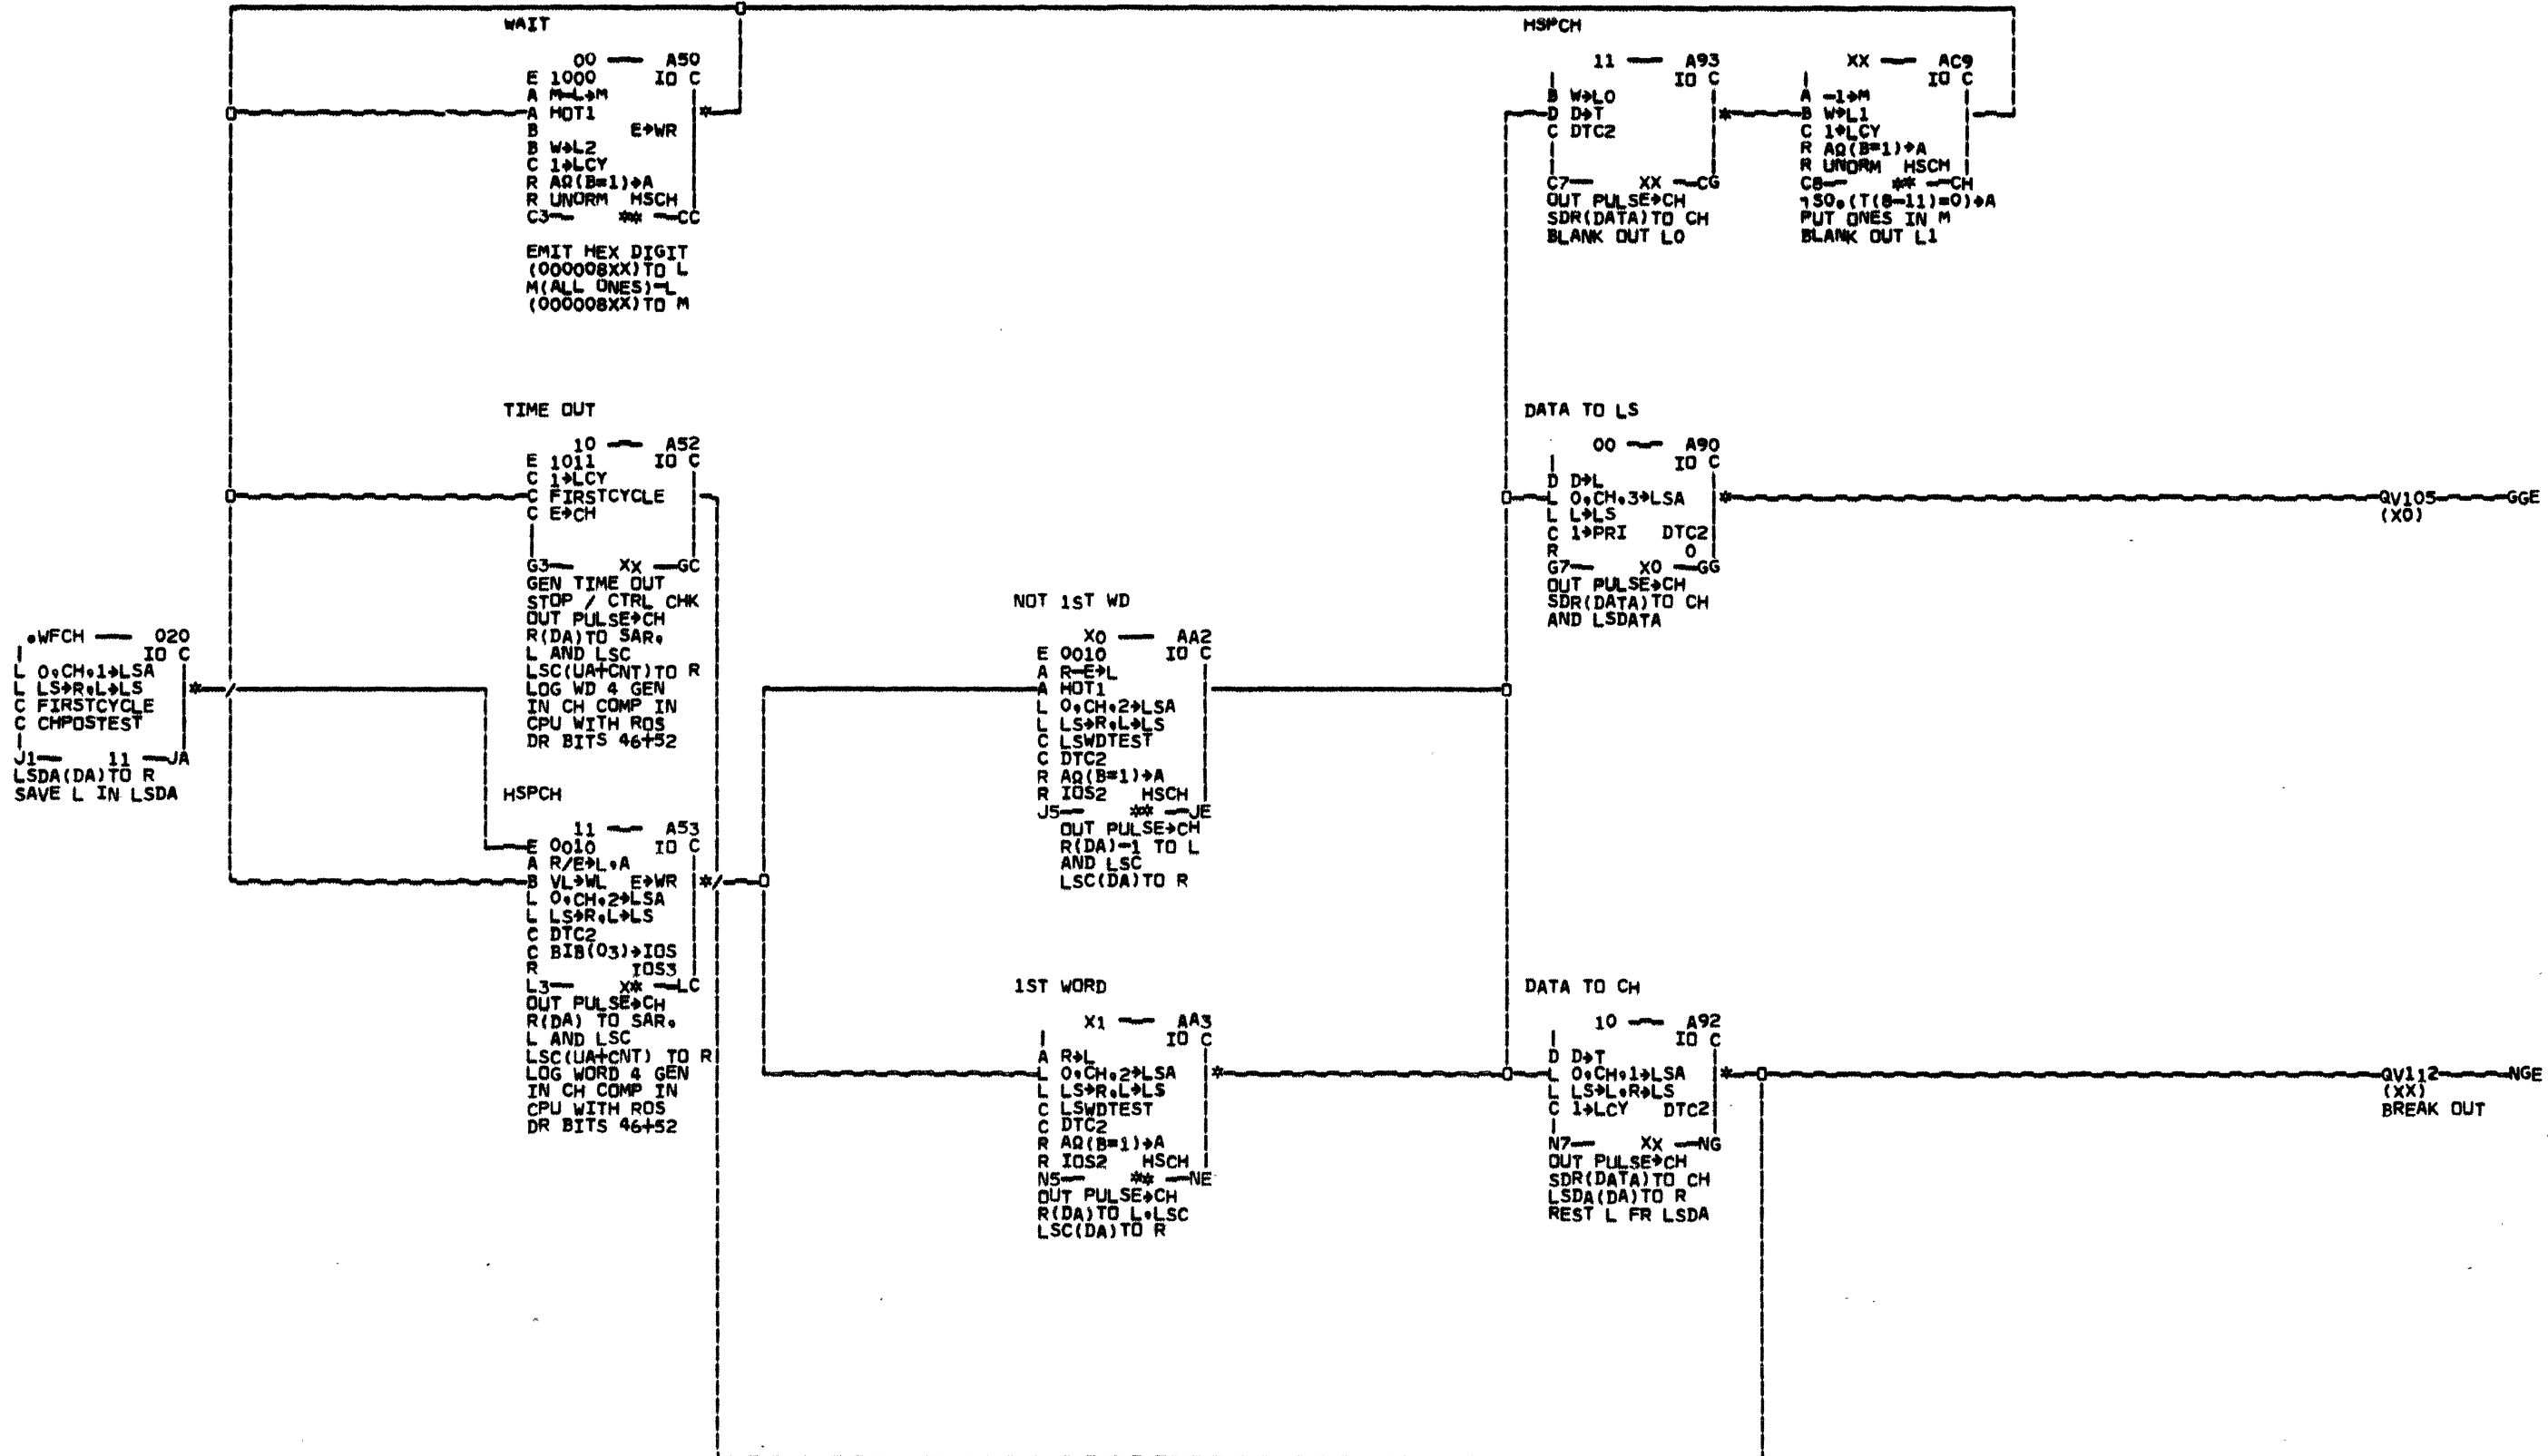 WAIT
00 — A50
E 1000 IO C
A M-L→M
A HOT1
B E→WR
B W→L2
C 1→LCY
R AΩ(B=1)→A
R UNORM HSCH
C3— ** —CC
EMIT HEX DIGIT
(000008XX)TO L
M(ALL ONES)-L
(000008XX)TO M
HSPCH
11 — A93
IO C
B W→L0
D D→T
C DTC2
C7— XX —CG
OUT PULSE→CH
SDR(DATA)TO CH
BLANK OUT L0
XX — AC9
IO C
A -1→M
B W→L1
C 1→LCY
R AΩ(B=1)→A
R UNORM HSCH
C8— ** —CH
¬SO.(T(8-11)=0)→A
PUT ONES IN M
BLANK OUT L1
TIME OUT
10 — A52
E 1011 IO C
C 1→LCY
C FIRSTCYCLE
C E→CH
G3— XX —GC
GEN TIME OUT
STOP / CTRL CHK
OUT PULSE→CH
R(DA)TO SAR,
L AND LSC
LSC(UA+CNT)TO R
LOG WD 4 GEN
IN CH COMP IN
CPU WITH ROS
DR BITS 46+52
DATA TO LS
00 — A90
IO C
D D→L
L 0,CH,3→LSA
L L→LS
C 1→PRI DTC2
R 0
G7— X0 —GG
OUT PULSE→CH
SDR(DATA)TO CH
AND LSDATA
QV105 GGE
(X0)
.WFCH — 020
IO C
L 0,CH,1→LSA
L LS→R,L→LS
C FIRSTCYCLE
C CHPOSTEST
J1— 11 —JA
LSDA(DA)TO R
SAVE L IN LSDA
HSPCH
11 — A53
E 0010 IO C
A R/E→L,A
B VL→WL E→WR
L 0,CH,2→LSA
L LS→R,L→LS
C DTC2
C BIB(03)→IOS
R IOS3
L3— X* —LC
OUT PULSE→CH
R(DA) TO SAR,
L AND LSC
LSC(UA+CNT) TO R
LOG WORD 4 GEN
IN CH COMP IN
CPU WITH ROS
DR BITS 46+52
NOT 1ST WD
X0 — AA2
E 0010 IO C
A R-E→L
A HOT1
L 0,CH,2→LSA
L LS→R,L→LS
C LSWDTEST
C DTC2
R AΩ(B=1)→A
R IOS2 HSCH
J5— ** —JE
OUT PULSE→CH
R(DA)-1 TO L
AND LSC
LSC(DA)TO R
1ST WORD
X1 — AA3
IO C
A R→L
L 0,CH,2→LSA
L LS→R,L→LS
C LSWDTEST
C DTC2
R AΩ(B=1)→A
R IOS2 HSCH
N5— ** —NE
OUT PULSE→CH
R(DA)TO L,LSC
LSC(DA)TO R
DATA TO CH
10 — A92
IO C
D D→T
L 0,CH,1→LSA
L LS→L,R→LS
C 1→LCY DTC2
N7— XX —NG
OUT PULSE→CH
SDR(DATA)TO CH
LSDA(DA)TO R
REST L FR LSDA
QV112 NGE
(XX)
BREAK OUT